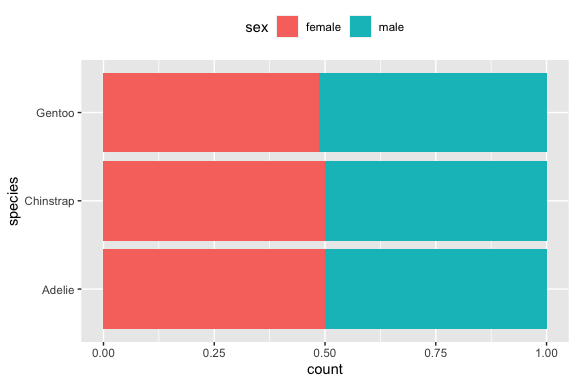 sex female male
Gentoo
Chinstrap
Adelie
species
0.00 0.25 0.50 0.75 1.00
count